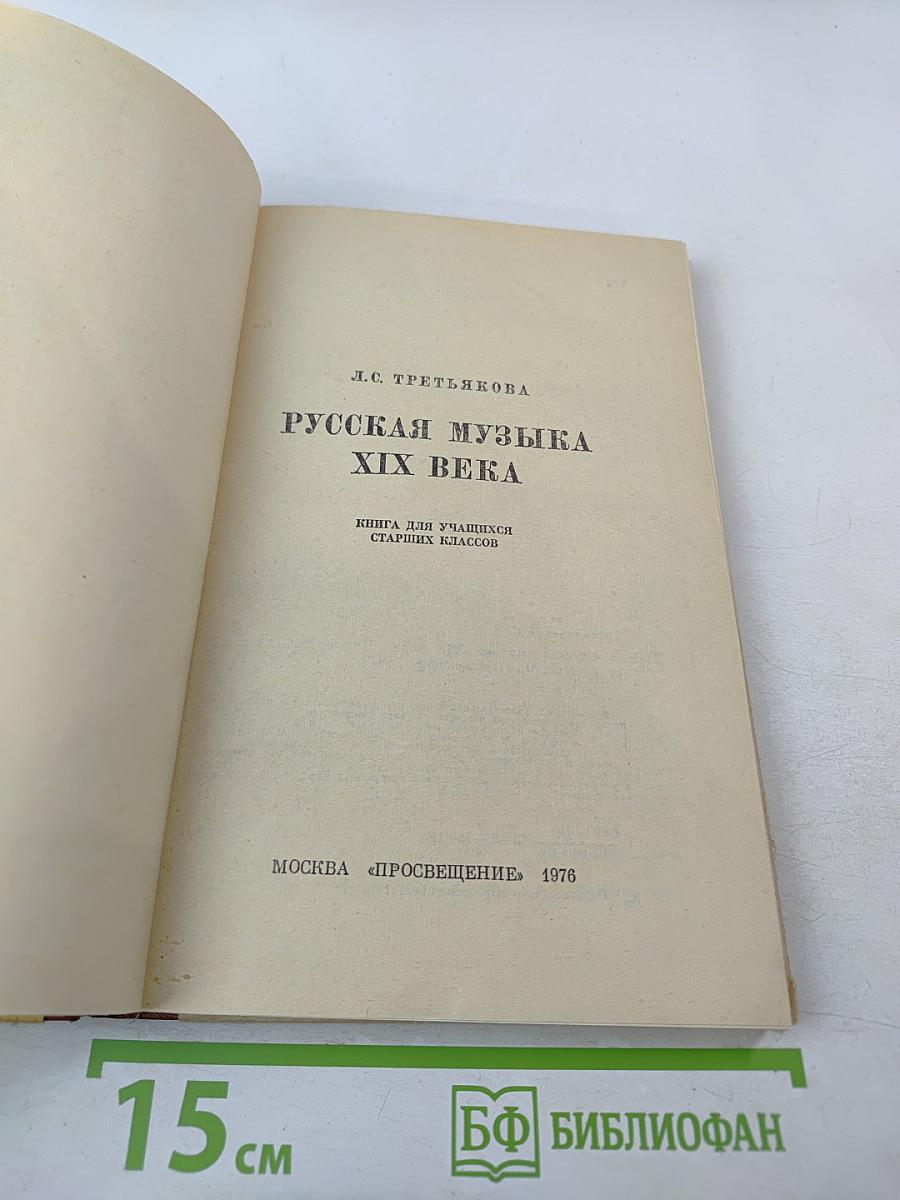 Л.С. ТРЕТЬЯКОВА
РУССКАЯ МУЗЫКА
XIX ВЕКА
КНИГА ДЛЯ УЧАЩИХСЯ
СТАРШИХ КЛАССОВ
МОСКВА «ПРОСВЕЩЕНИЕ» 1976
15 см
БФ БИБЛИОФАН